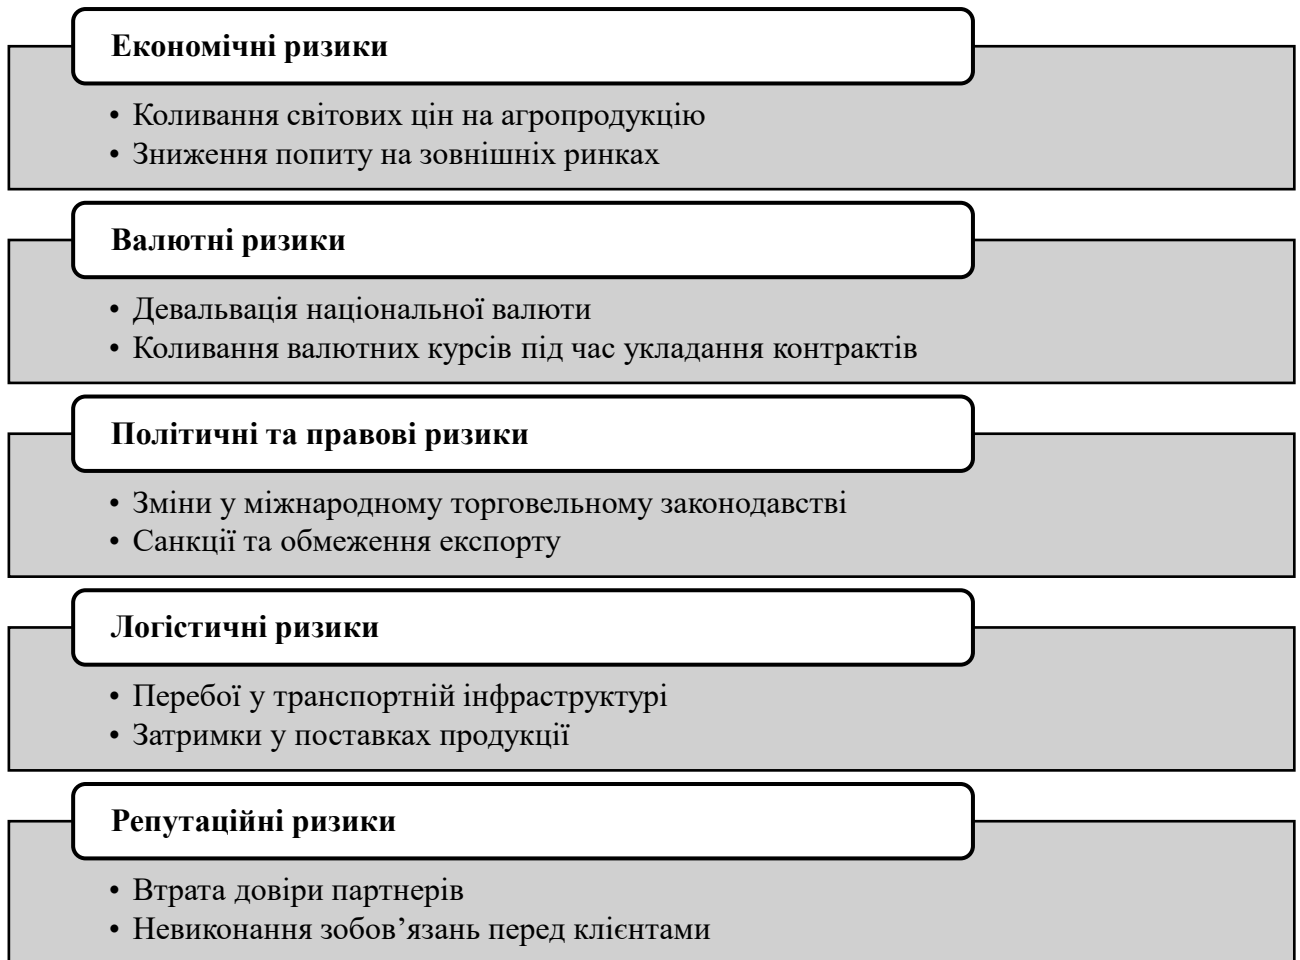 Економічні ризики
• Коливання світових цін на агропродукцію
• Зниження попиту на зовнішніх ринках
Валютні ризики
• Девальвація національної валюти
• Коливання валютних курсів під час укладання контрактів
Політичні та правові ризики
• Зміни у міжнародному торговельному законодавстві
• Санкції та обмеження експорту
Логістичні ризики
• Перебої у транспортній інфраструктурі
• Затримки у поставках продукції
Репутаційні ризики
• Втрата довіри партнерів
• Невиконання зобов’язань перед клієнтами